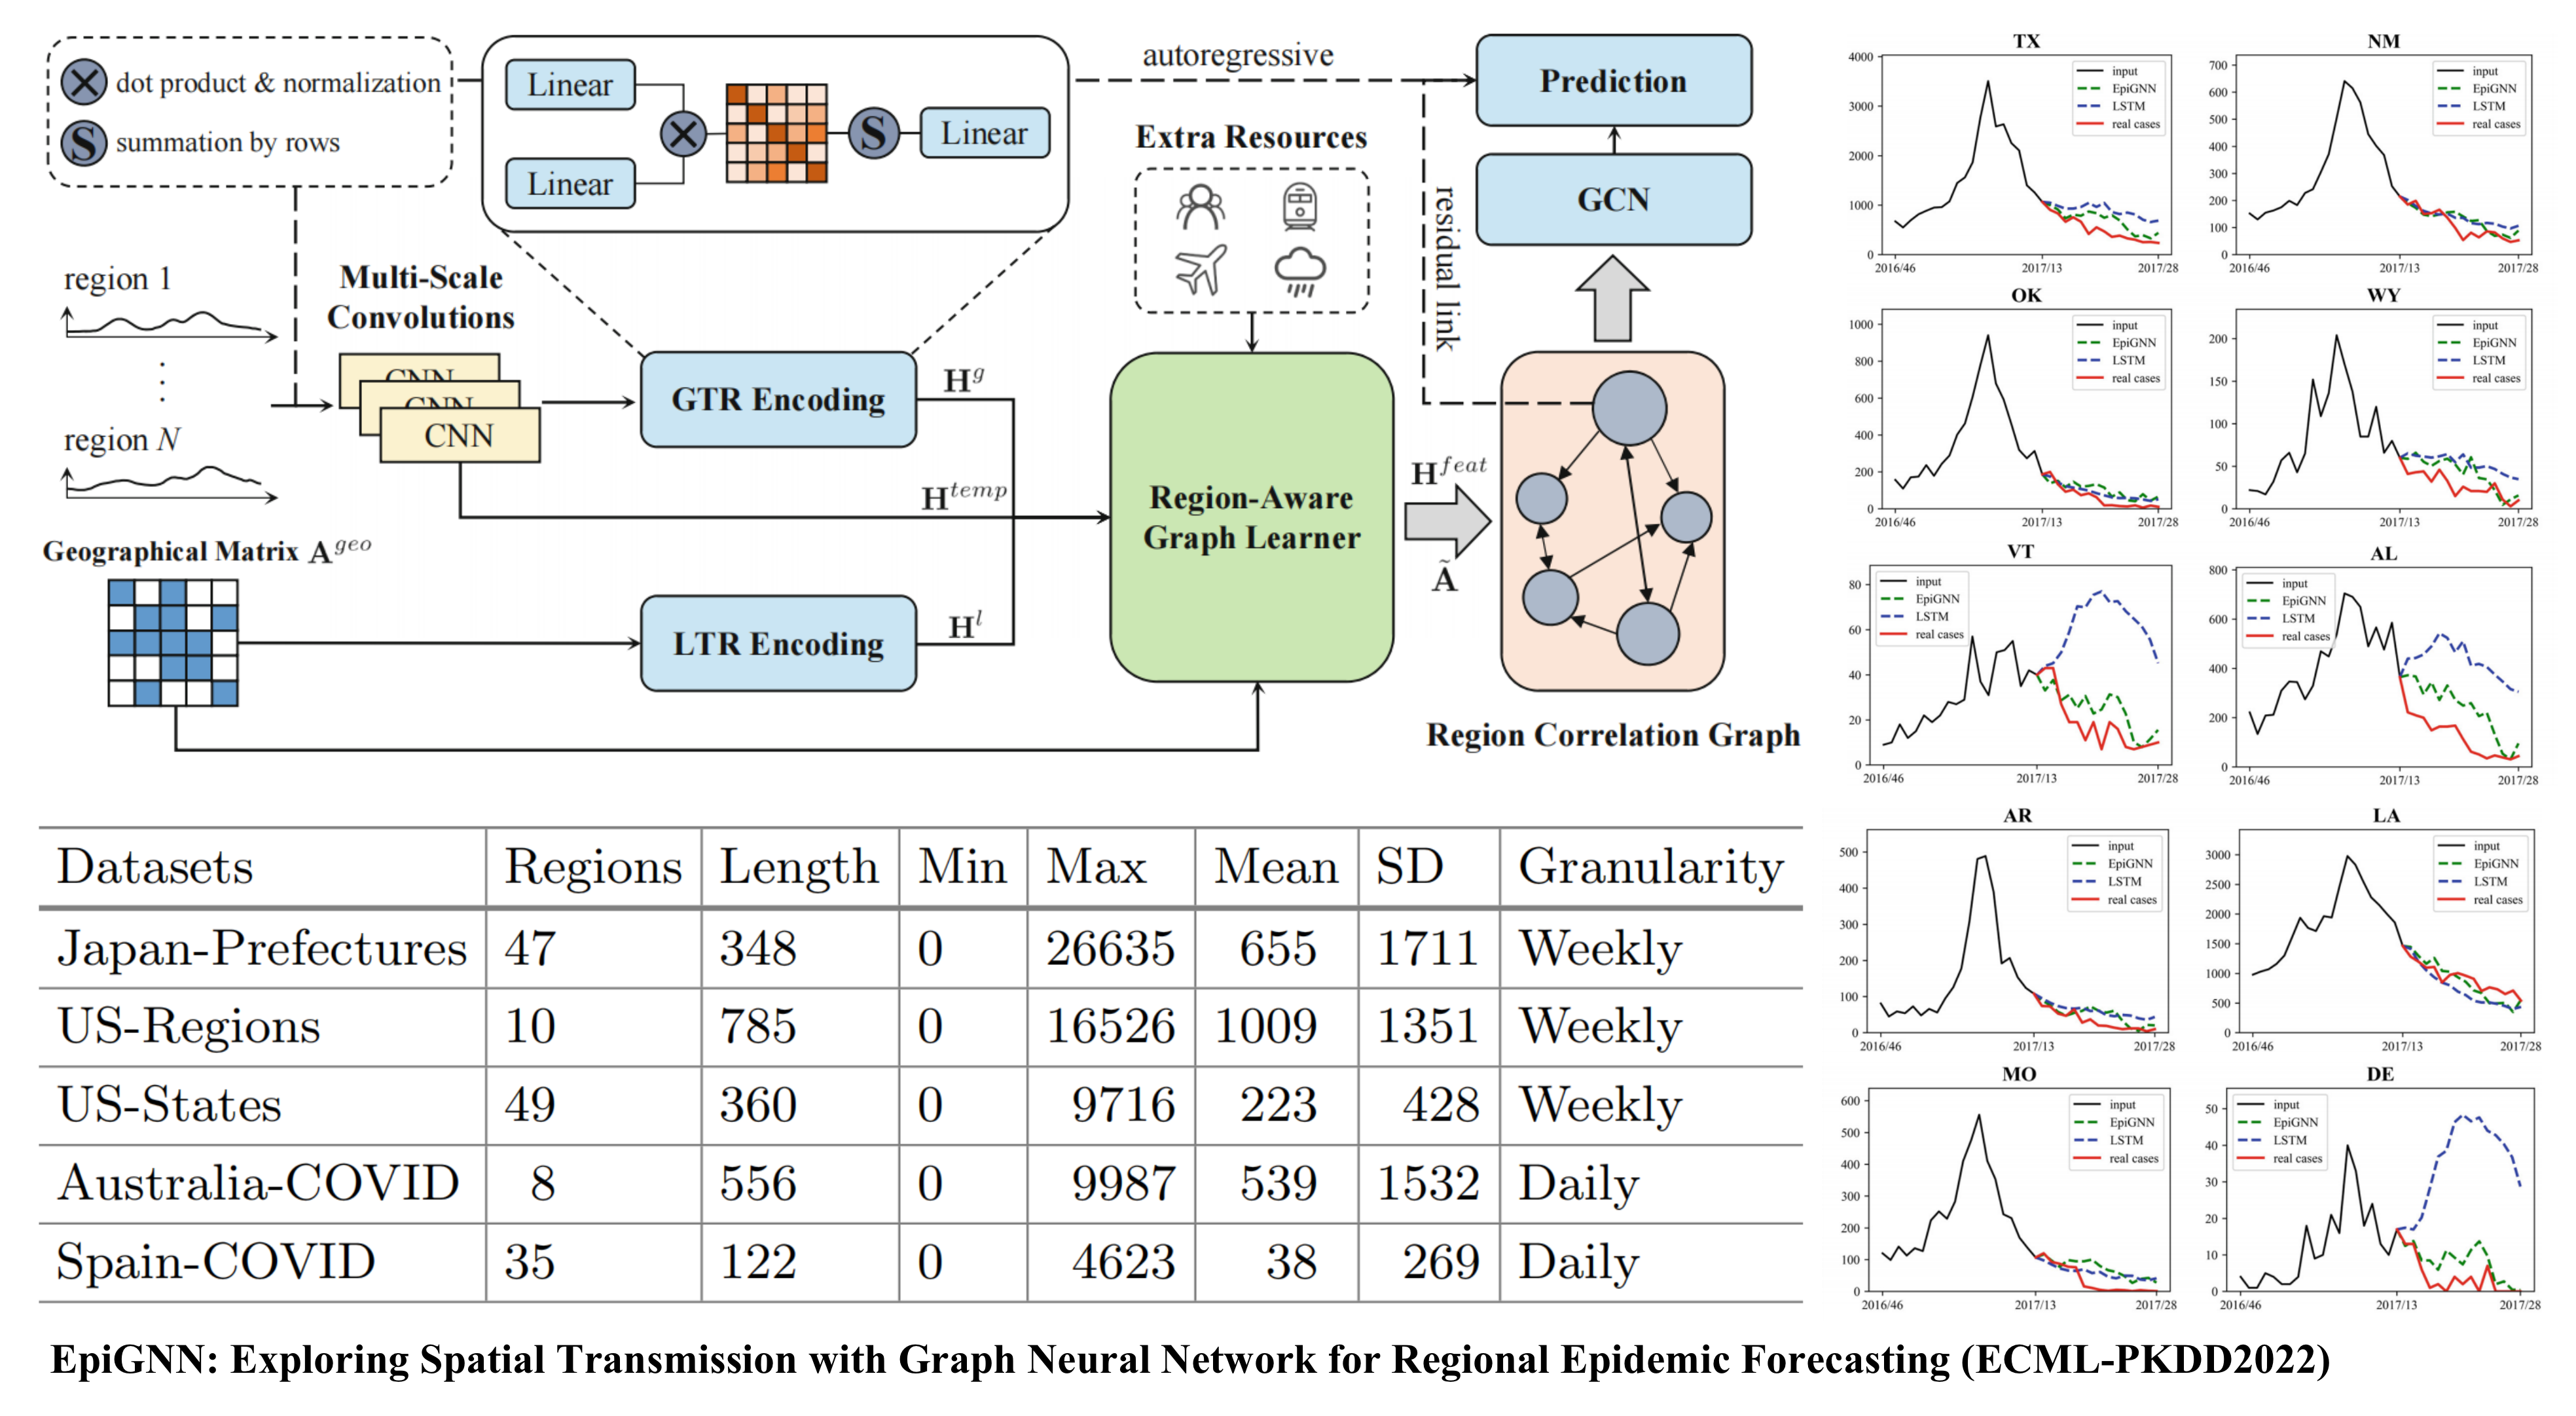 dot product & normalization
S summation by rows
Linear
Linear
S
Linear
autoregressive
Prediction
GCN
residual link
Extra Resources
region 1
region N
Multi-Scale
Convolutions
CNN
CNN
CNN
GTR Encoding
H^g
H^temp
Geographical Matrix A^geo
LTR Encoding
H^l
Region-Aware
Graph Learner
H^feat
Ã
Region Correlation Graph
Datasets Regions Length Min Max Mean SD Granularity
Japan-Prefectures 47 348 0 26635 655 1711 Weekly
US-Regions 10 785 0 16526 1009 1351 Weekly
US-States 49 360 0 9716 223 428 Weekly
Australia-COVID 8 556 0 9987 539 1532 Daily
Spain-COVID 35 122 0 4623 38 269 Daily
TX
4000
3000
2000
1000
0
input
EpiGNN
LSTM
real cases
2016/46 2017/13 2017/28
NM
700
600
500
400
300
200
100
0
input
EpiGNN
LSTM
real cases
2016/46 2017/13 2017/28
OK
1000
800
600
400
200
0
input
EpiGNN
LSTM
real cases
2016/46 2017/13 2017/28
WY
200
150
100
50
0
input
EpiGNN
LSTM
real cases
2016/46 2017/13 2017/28
VT
80
60
40
20
0
input
EpiGNN
LSTM
real cases
2016/46 2017/13 2017/28
AL
800
600
400
200
0
input
EpiGNN
LSTM
real cases
2016/46 2017/13 2017/28
AR
500
400
300
200
100
0
input
EpiGNN
LSTM
real cases
2016/46 2017/13 2017/28
LA
3000
2500
2000
1500
1000
500
0
input
EpiGNN
LSTM
real cases
2016/46 2017/13 2017/28
MO
600
500
400
300
200
100
0
input
EpiGNN
LSTM
real cases
2016/46 2017/13 2017/28
DE
50
40
30
20
10
0
input
EpiGNN
LSTM
real cases
2016/46 2017/13 2017/28
EpiGNN: Exploring Spatial Transmission with Graph Neural Network for Regional Epidemic Forecasting (ECML-PKDD2022)